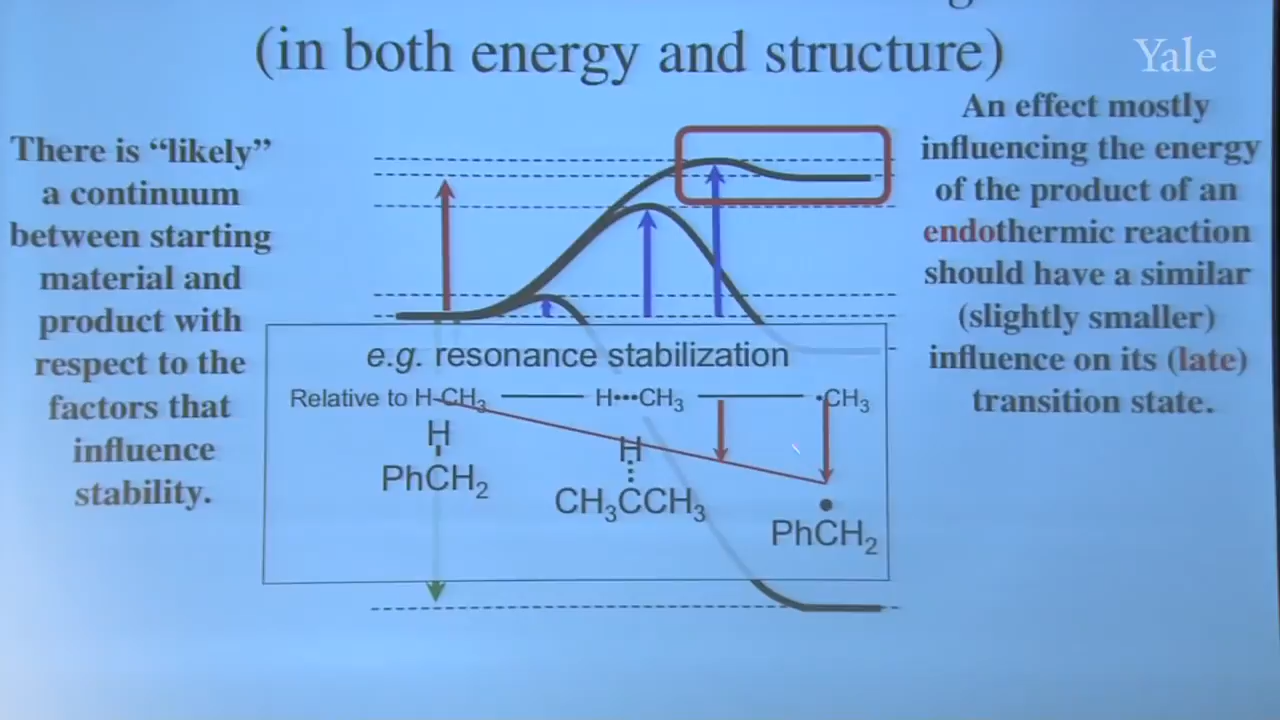 (in both energy and structure)
Yale
There is “likely”
a continuum
between starting
material and
product with
respect to the
factors that
influence
stability.
e.g. resonance stabilization
Relative to H-CH3
H•••CH3
•CH3
H
PhCH2
H
CH3CCH3
•
PhCH2
An effect mostly
influencing the energy
of the product of an
endothermic reaction
should have a similar
(slightly smaller)
influence on its (late)
transition state.